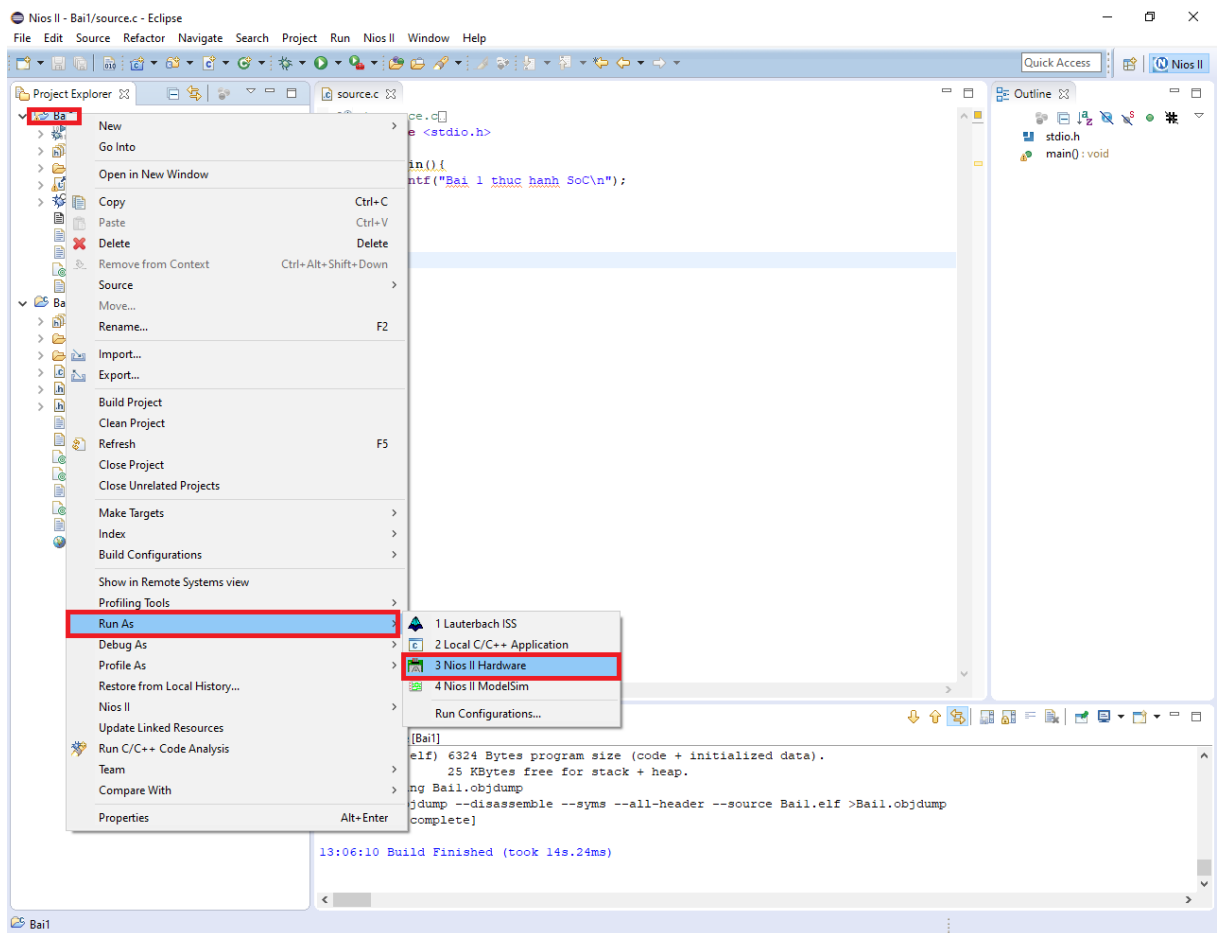 Nios II - Bai1/source.c - Eclipse
File Edit Source Refactor Navigate Search Project Run Nios II Window Help
Quick Access
Nios II
Project Explorer
source.c
Outline
Ba
ce.c
e <stdio.h>
in(){
ntf("Bai 1 thuc hanh SoC\n");
stdio.h
main() : void
Ba
New
Go Into
Open in New Window
Copy Ctrl+C
Paste Ctrl+V
Delete Delete
Remove from Context Ctrl+Alt+Shift+Down
Source
Move...
Rename... F2
Import...
Export...
Build Project
Clean Project
Refresh F5
Close Project
Close Unrelated Projects
Make Targets
Index
Build Configurations
Show in Remote Systems view
Profiling Tools
Run As
Debug As
Profile As
Restore from Local History...
Nios II
Update Linked Resources
Run C/C++ Code Analysis
Team
Compare With
Properties Alt+Enter
1 Lauterbach ISS
2 Local C/C++ Application
3 Nios II Hardware
4 Nios II ModelSim
Run Configurations...
[Bai1]
elf) 6324 Bytes program size (code + initialized data).
25 KBytes free for stack + heap.
ng Bai1.objdump
jdump --disassemble --syms --all-header --source Bai1.elf >Bai1.objdump
complete]
13:06:10 Build Finished (took 14s.24ms)
Bai1